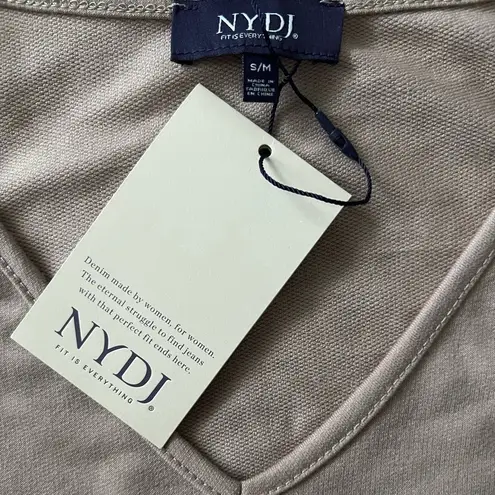 NYDJ
FIT IS EVERYTHING®
S/M
MADE IN
CHINA
FABRIQUÉ
EN CHINE
Denim made by women, for women.
The eternal struggle to find jeans
with that perfect fit ends here.
NYDJ®
FIT IS EVERYTHING